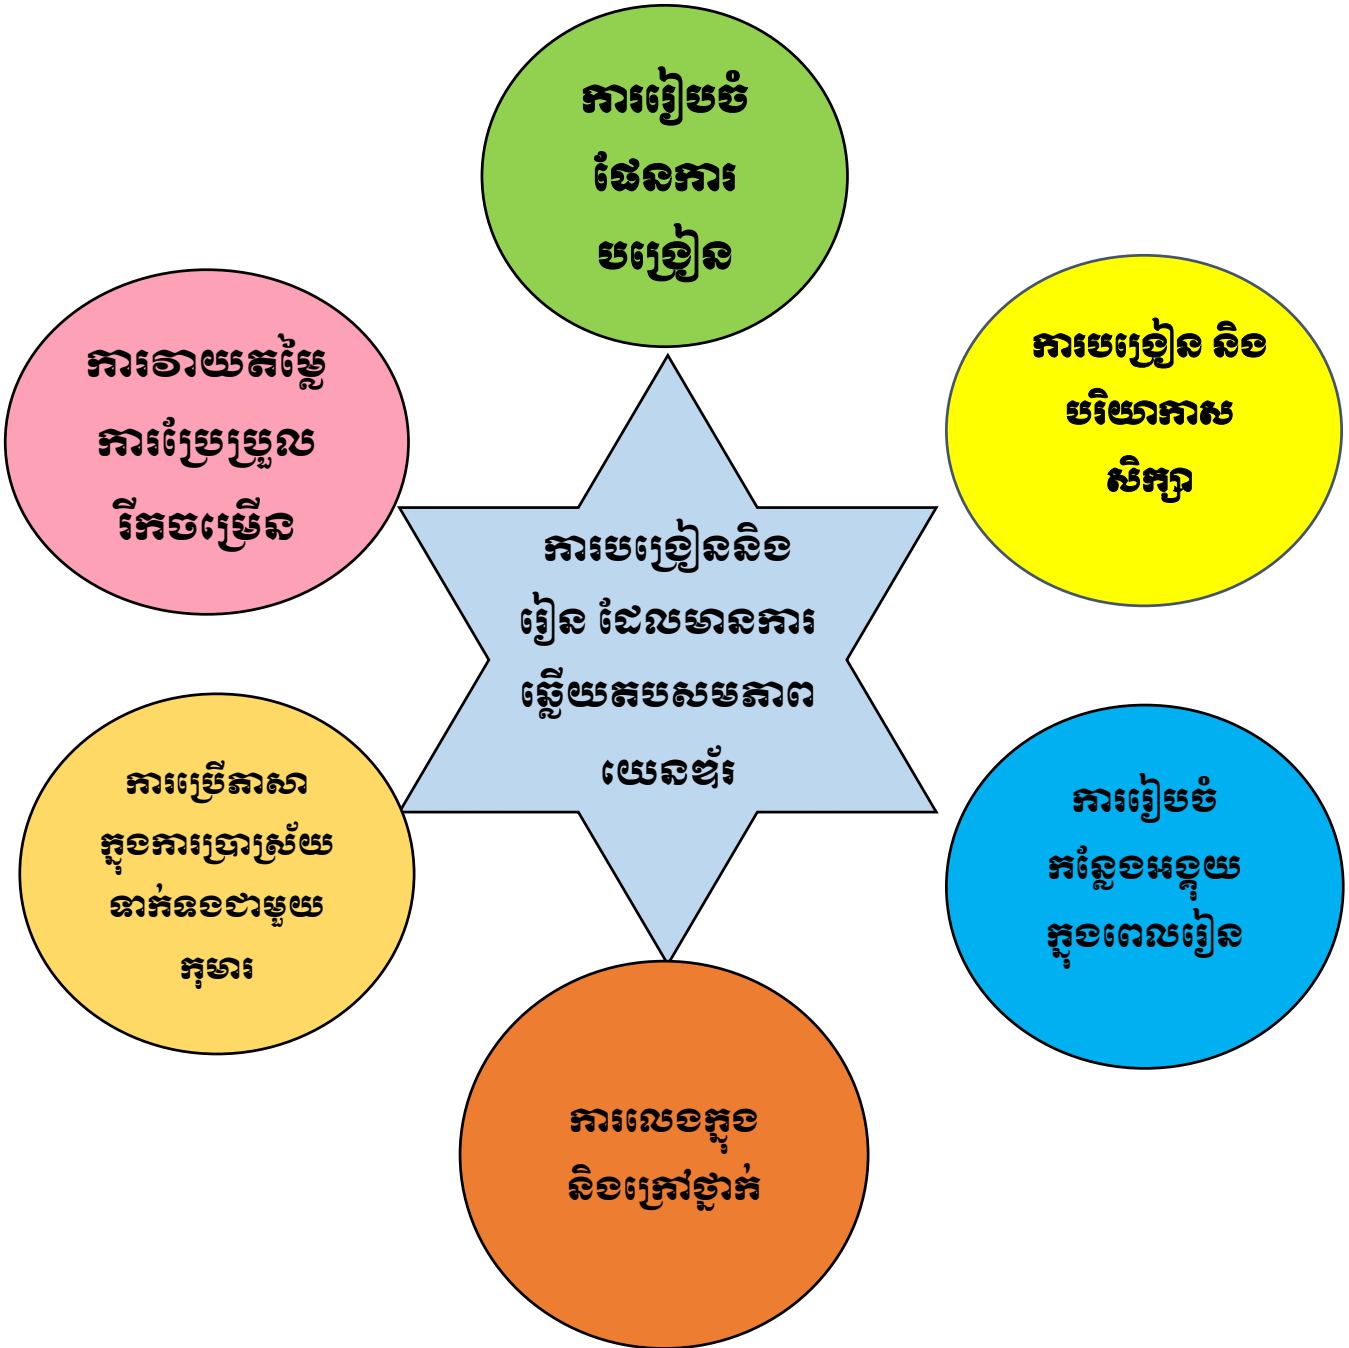 ការរៀបចំ
ផែនការ
បង្រៀន
ការបង្រៀន និង
បរិយាកាស
សិក្សា
ការរៀបចំ
កន្លែងអង្គុយ
ក្នុងពេលរៀន
ការលេងក្នុង
និងក្រៅថ្នាក់
ការប្រើភាសា
ក្នុងការប្រាស្រ័យ
ទាក់ទងជាមួយ
កុមារ
ការវាយតម្លៃ
ការប្រែប្រួល
រីកចម្រើន
ការបង្រៀននិង
រៀន ដែលមានការ
ឆ្លើយតបសមភាព
យេនឌ័រ